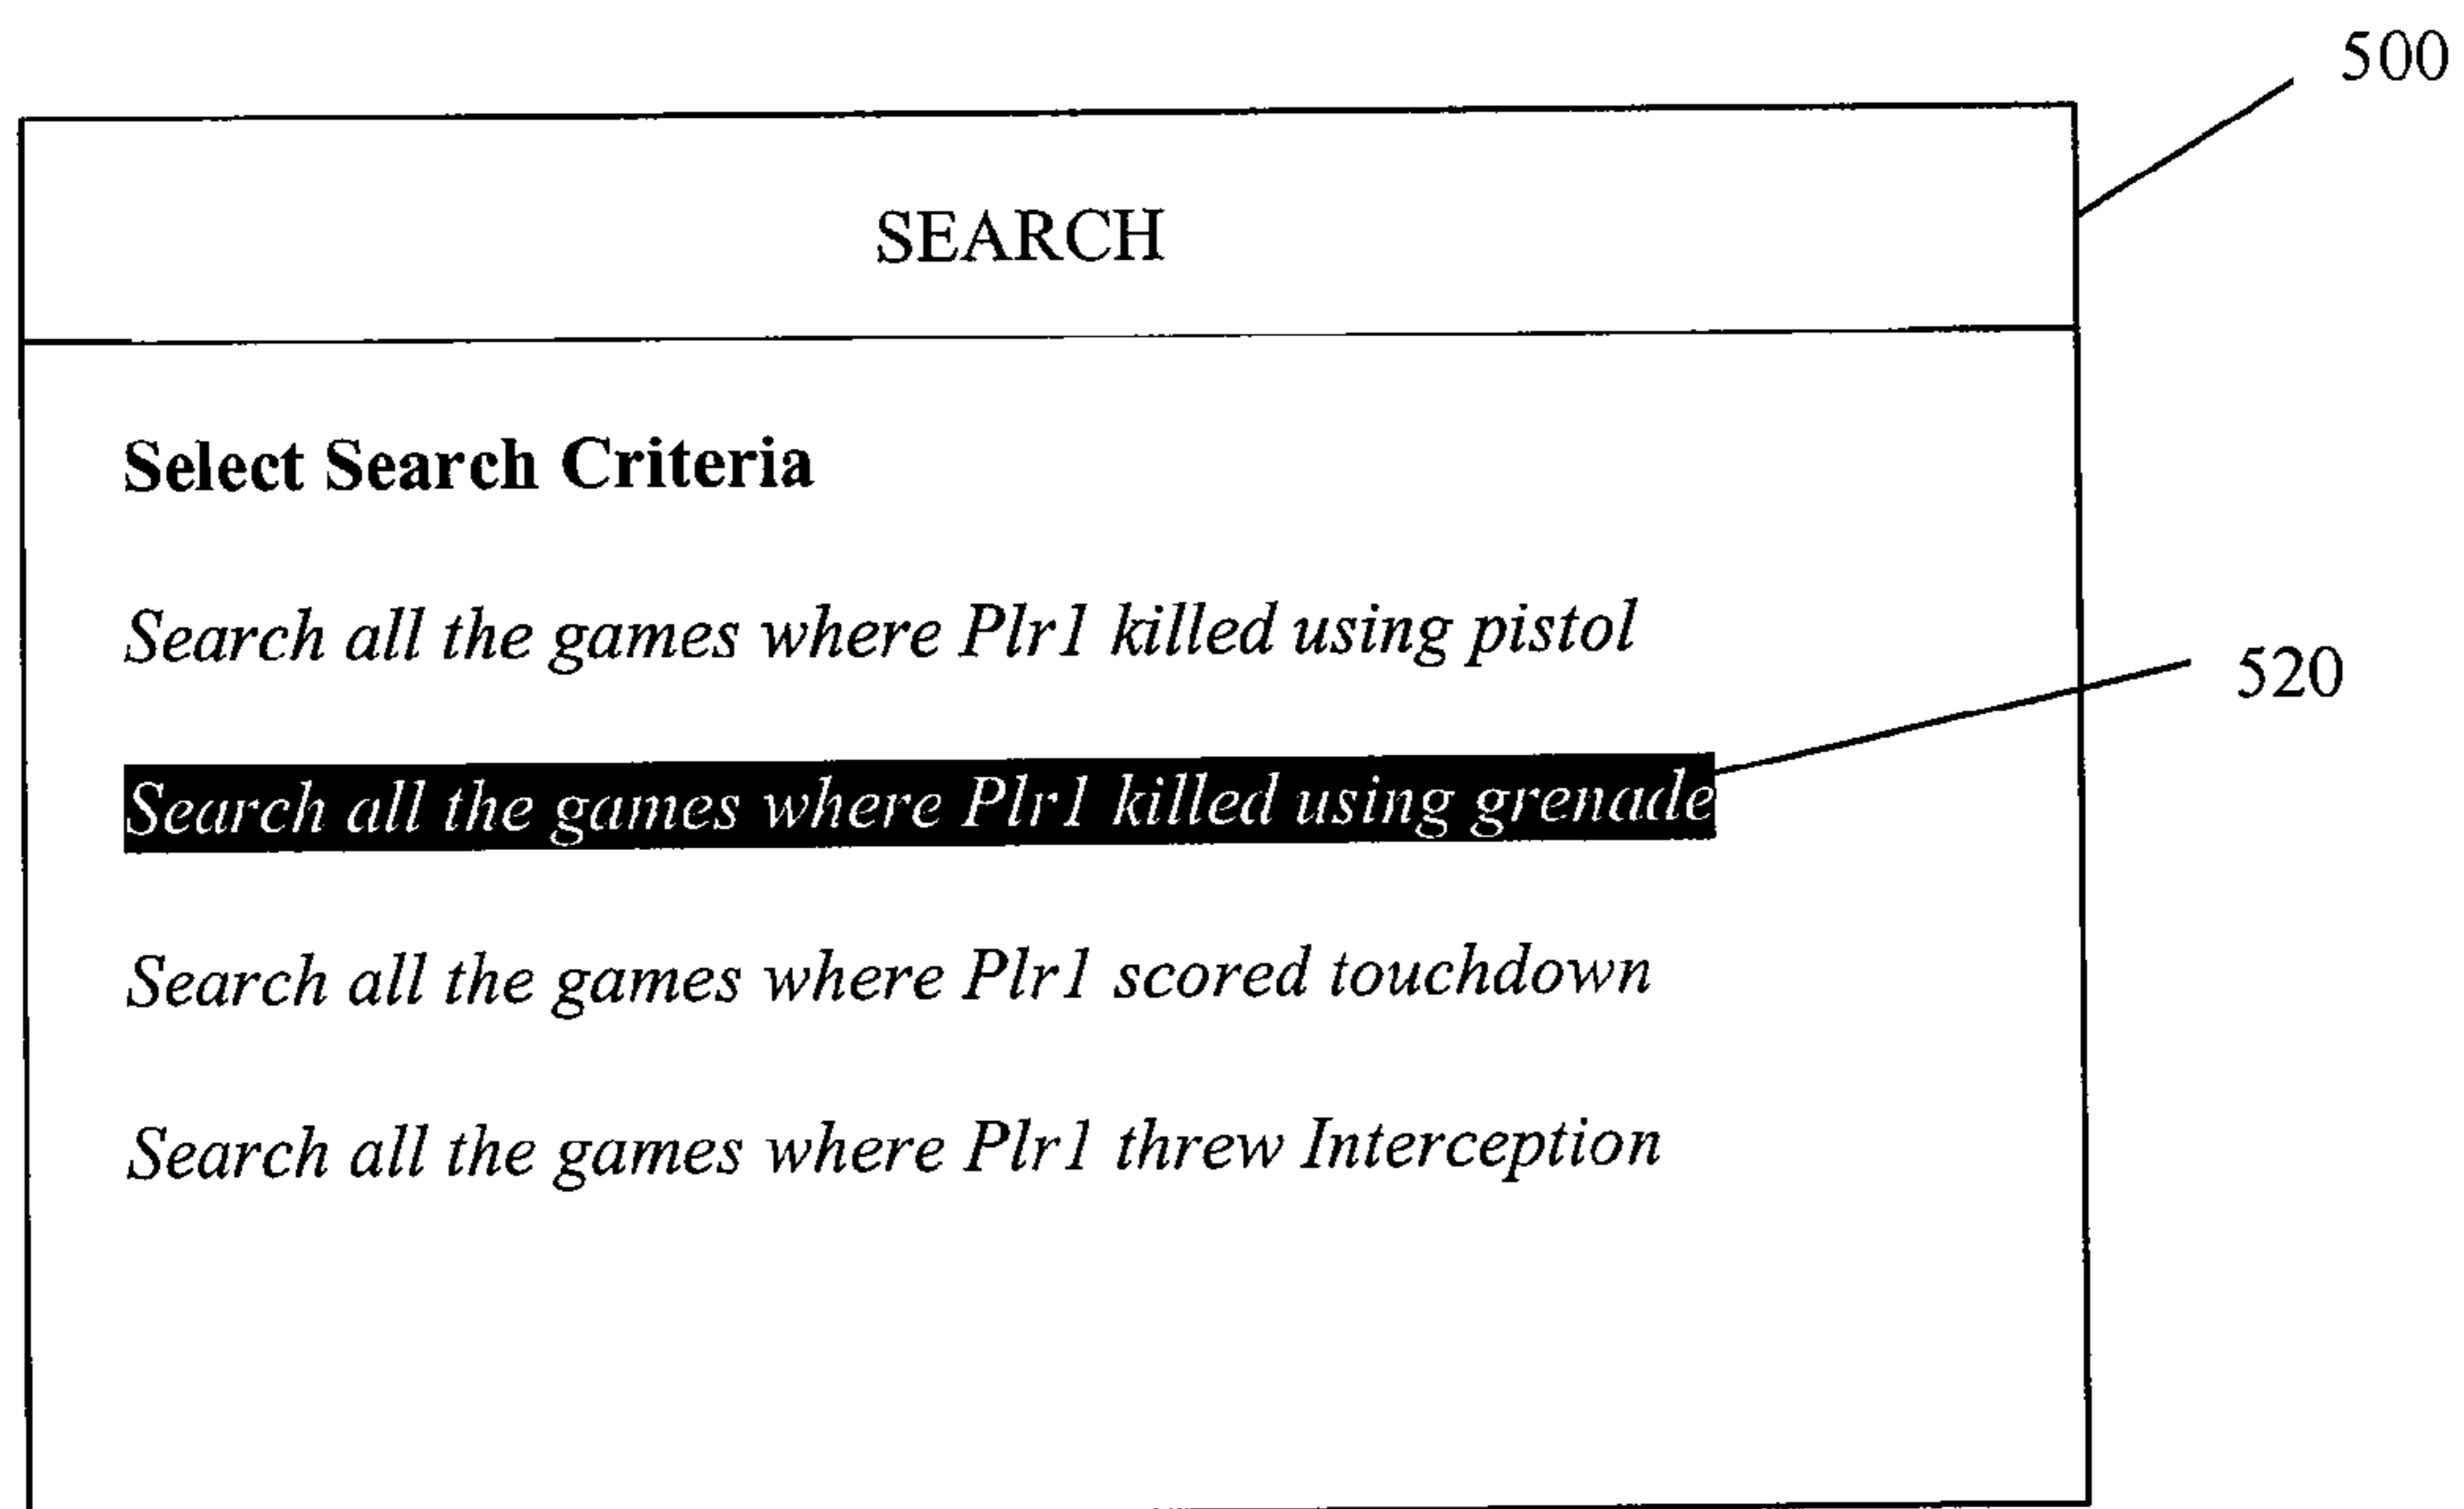 500
SEARCH
Select Search Criteria
Search all the games where Plr1 killed using pistol
520
Search all the games where Plr1 killed using grenade
Search all the games where Plr1 scored touchdown
Search all the games where Plr1 threw Interception